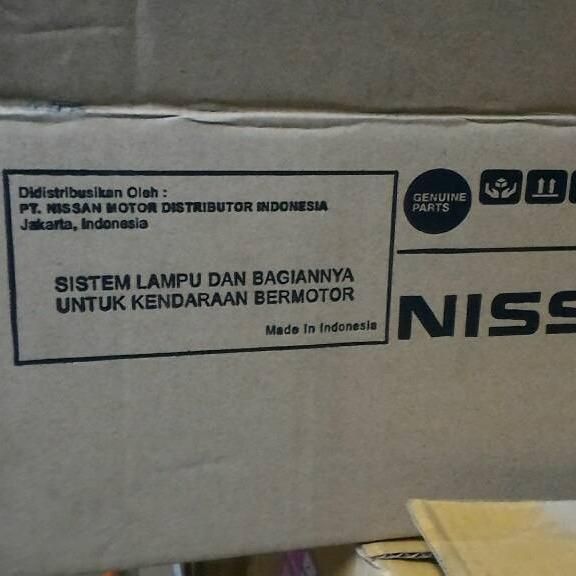 Didistribusikan Oleh :
PT. NISSAN MOTOR DISTRIBUTOR INDONESIA
Jakarta, Indonesia
SISTEM LAMPU DAN BAGIANNYA
UNTUK KENDARAAN BERMOTOR
Made in Indonesia
GENUINE
PARTS
NISS